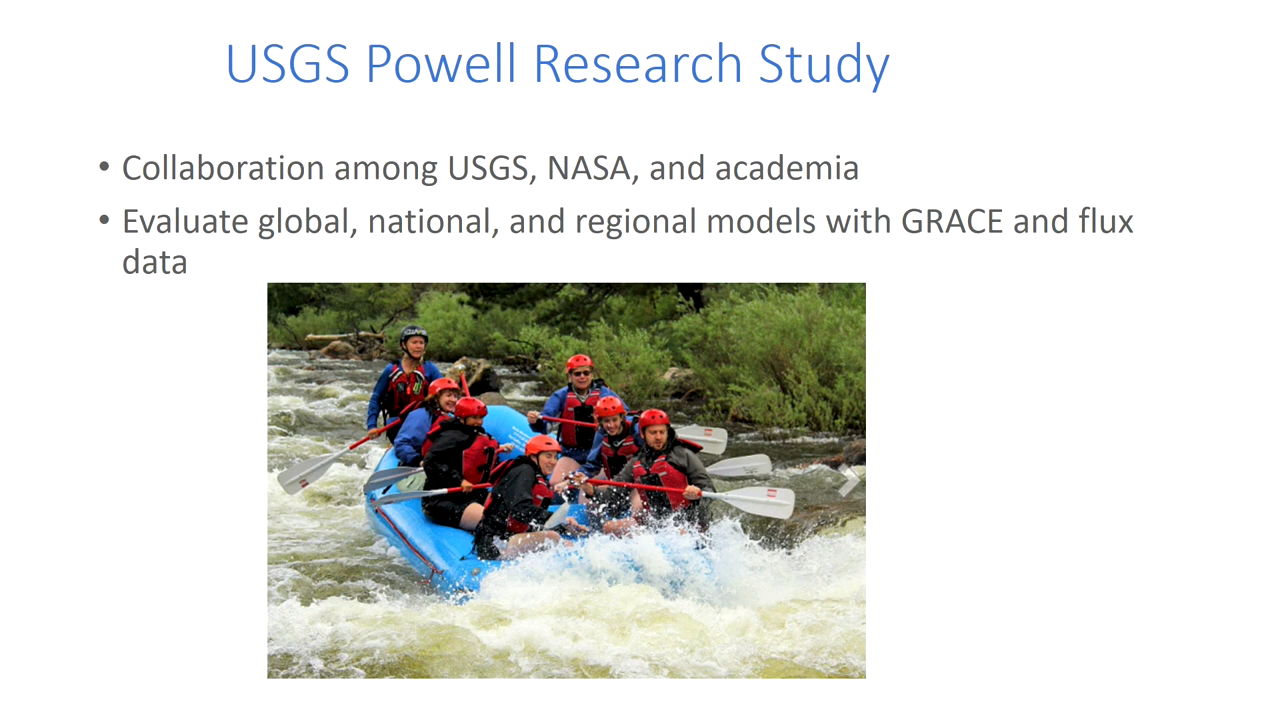 USGS Powell Research Study
• Collaboration among USGS, NASA, and academia
• Evaluate global, national, and regional models with GRACE and flux
data